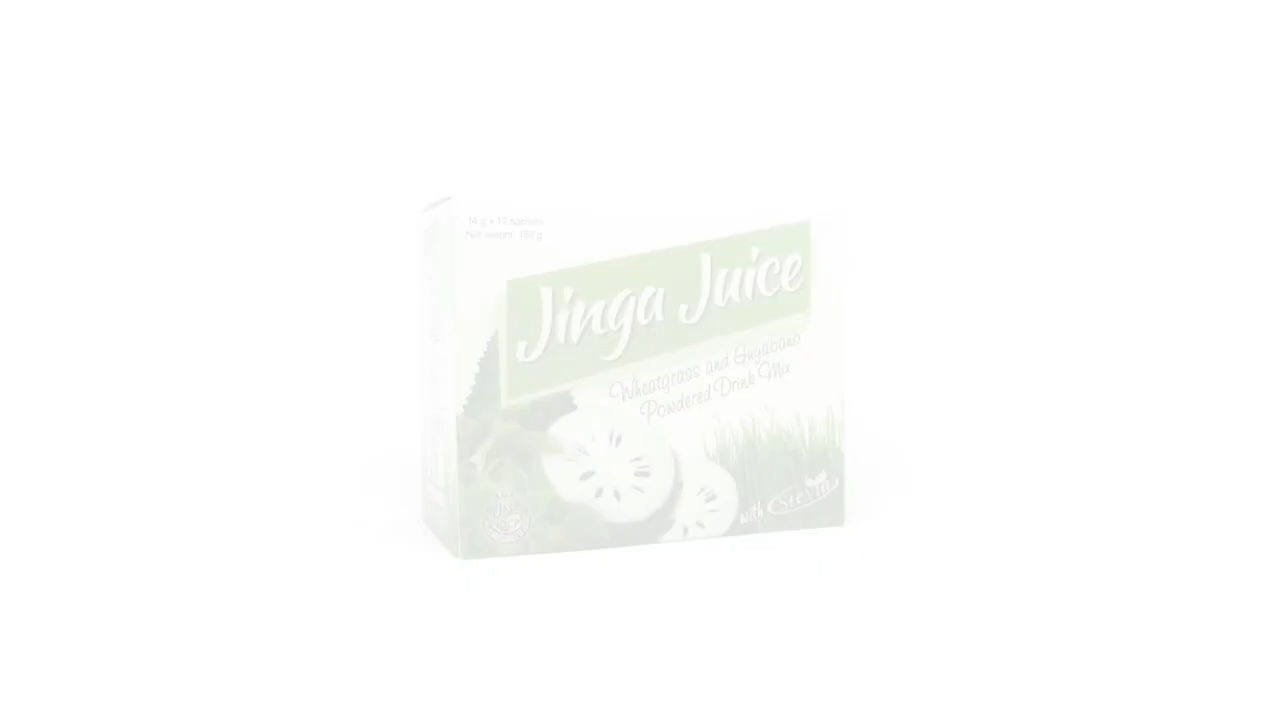 14 g x 12 sachets
Net weight: 168 g
Jinga Juice
Wheatgrass and Guyabano
Powdered Drink Mix
with Stevia